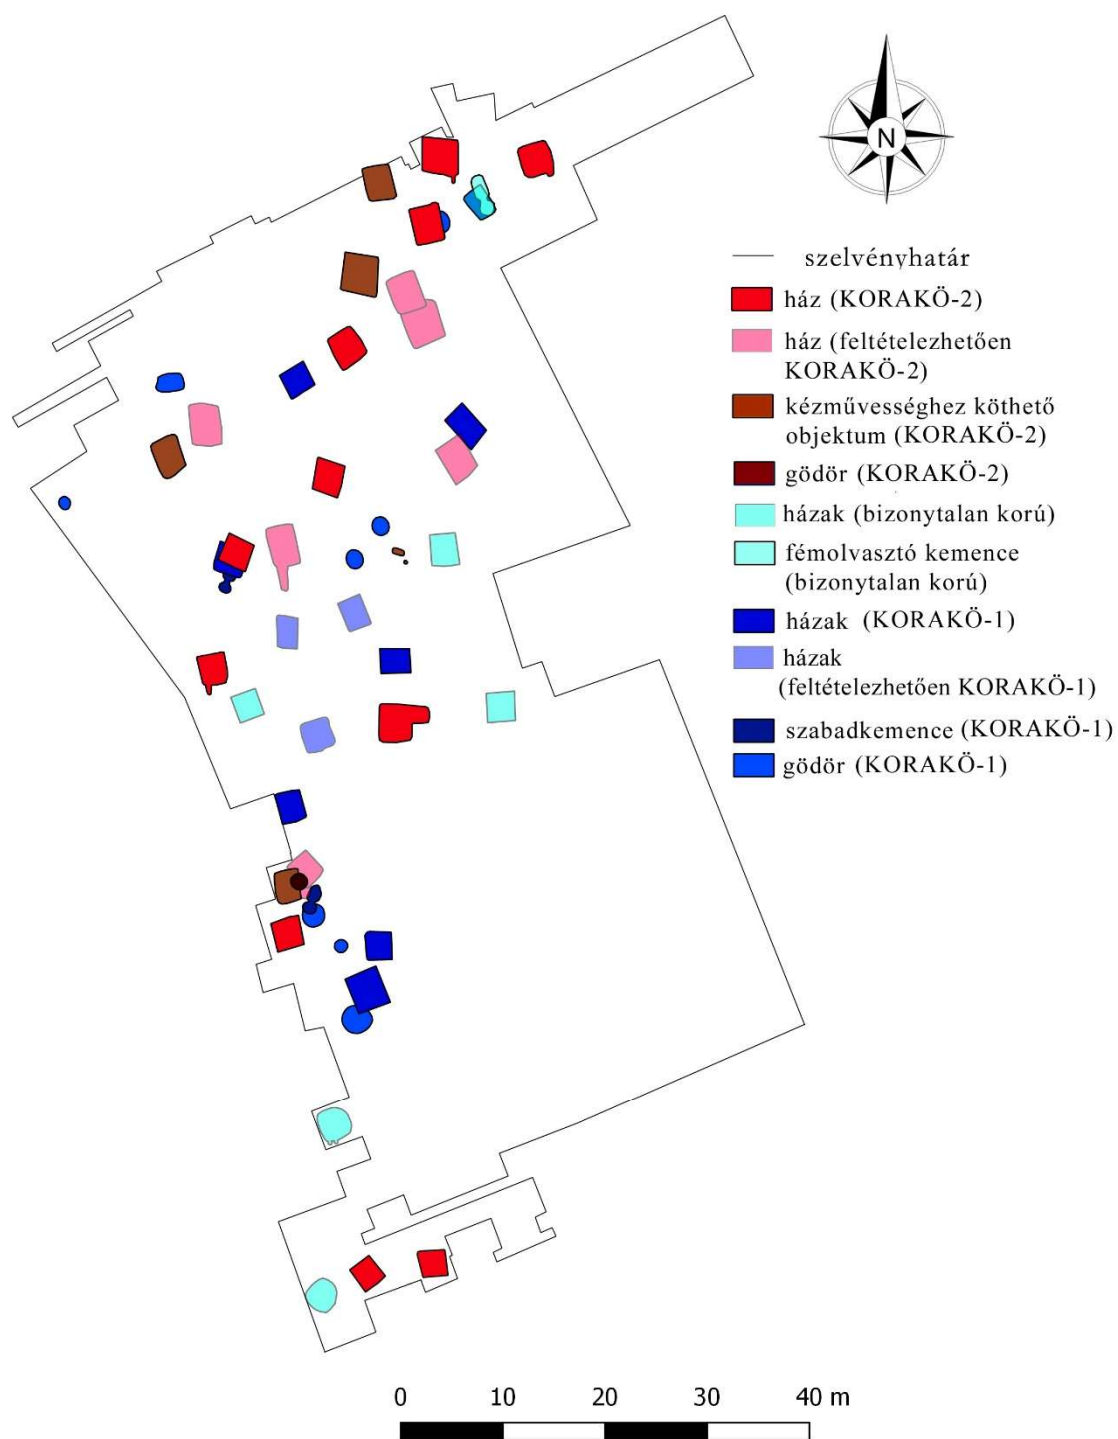 N
szelvényhatár
ház (KORAKÖ-2)
ház (feltételezhetően
KORAKÖ-2)
kézművességhez köthető
objektum (KORAKÖ-2)
gödör (KORAKÖ-2)
házak (bizonytalan korú)
fémolvasztó kemence
(bizonytalan korú)
házak (KORAKÖ-1)
házak
(feltételezhetően KORAKÖ-1)
szabadkemence (KORAKÖ-1)
gödör (KORAKÖ-1)
0 10 20 30 40 m